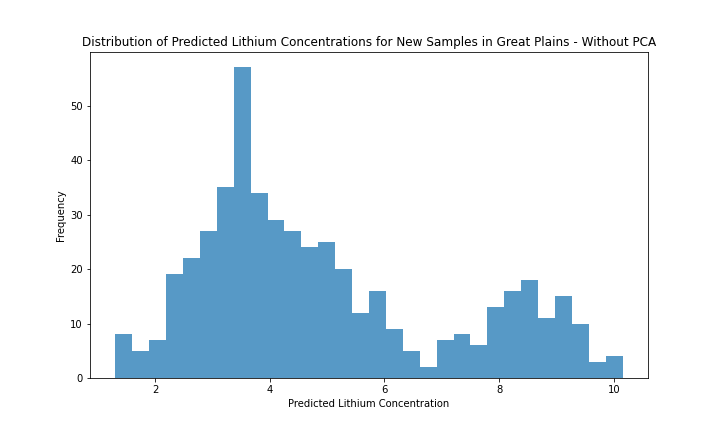 Distribution of Predicted Lithium Concentrations for New Samples in Great Plains - Without PCA
50
40
30
20
10
0
Frequency
2 4 6 8 10
Predicted Lithium Concentration